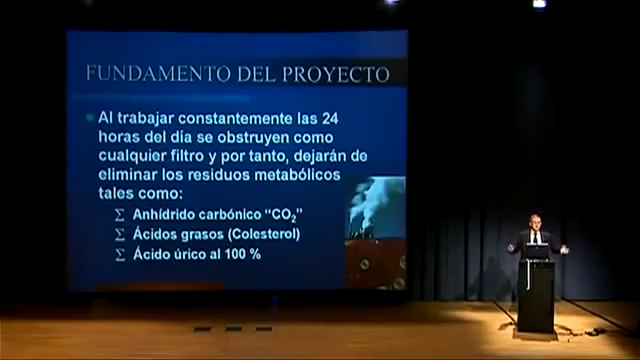 FUNDAMENTO DEL PROYECTO
Al trabajar constantemente las 24
horas del día se obstruyen como
cualquier filtro y por tanto, dejarán de
eliminar los residuos metabólicos
tales como:
∑ Anhídrido carbónico “CO₂”
∑ Ácidos grasos (Colesterol)
∑ Ácido úrico al 100 %